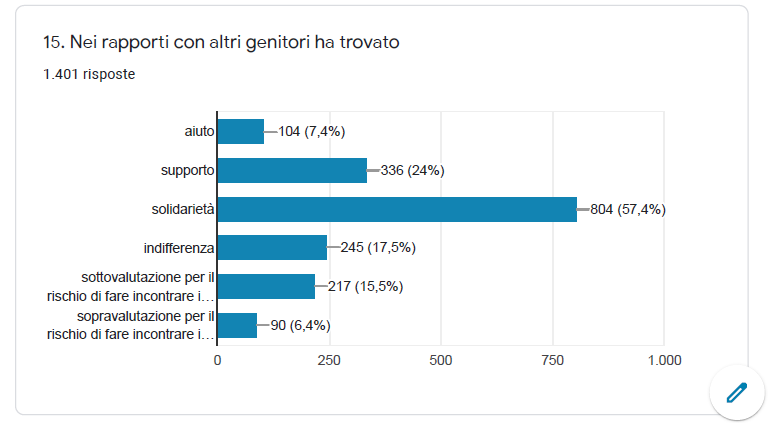 15. Nei rapporti con altri genitori ha trovato
1.401 risposte
aiuto 104 (7,4%)
supporto 336 (24%)
solidarietà 804 (57,4%)
indifferenza 245 (17,5%)
sottovalutazione per il
rischio di fare incontrare i… 217 (15,5%)
sopravalutazione per il
rischio di fare incontrare i… 90 (6,4%)
0 250 500 750 1.000